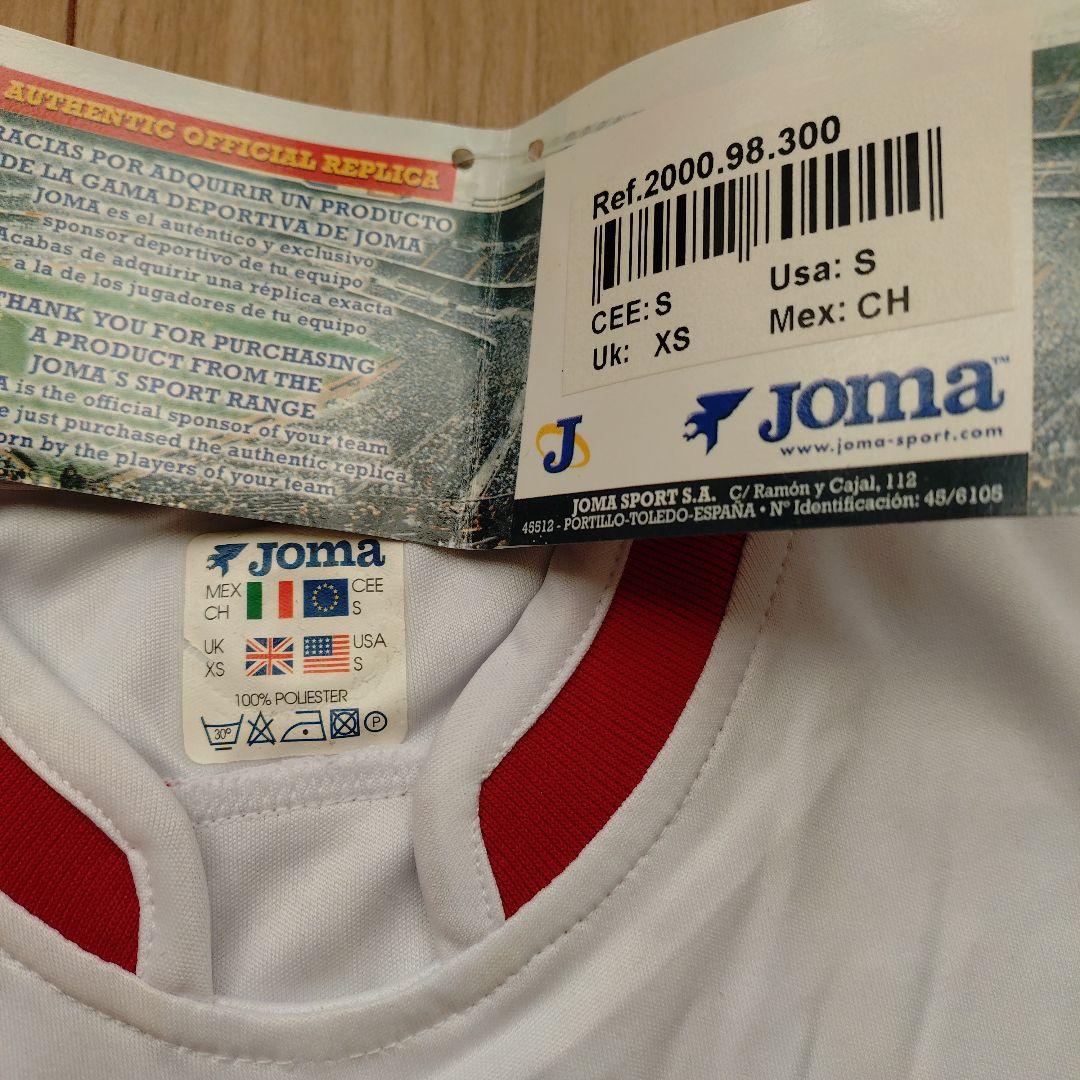 AUTHENTIC OFFICIAL REPLICA
RACIAS POR ADQUIRIR UN PRODUCTO
DE LA GAMA DEPORTIVA DE JOMA
JOMA es el auténtico y exclusivo
sponsor deportivo de tu equipo
Acabas de adquirir una réplica exacta
a la de los jugadores de tu equipo
THANK YOU FOR PURCHASING
A PRODUCT FROM THE
JOMA´S SPORT RANGE
A is the official sponsor of your team
e just purchased the authentic replica
orn by the players of your team
Ref.2000.98.300
CEE: S
Usa: S
Uk: XS
Mex: CH
J
Joma™
www.joma-sport.com
JOMA SPORT S.A. C/ Ramón y Cajal, 112
45512 - PORTILLO-TOLEDO-ESPAÑA • Nº Identificación: 45/6105
Joma
MEX CEE
CH S
UK USA
XS S
100% POLIESTER
30° P